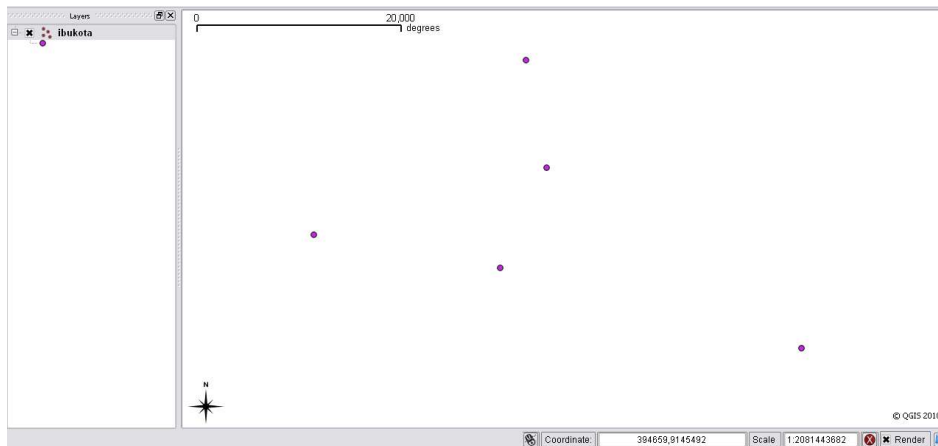 Layers
ibukota
0 20,000
degrees
N
© QGIS 2010
Coordinate: 394659,9145492 Scale 1:2081443682 Render